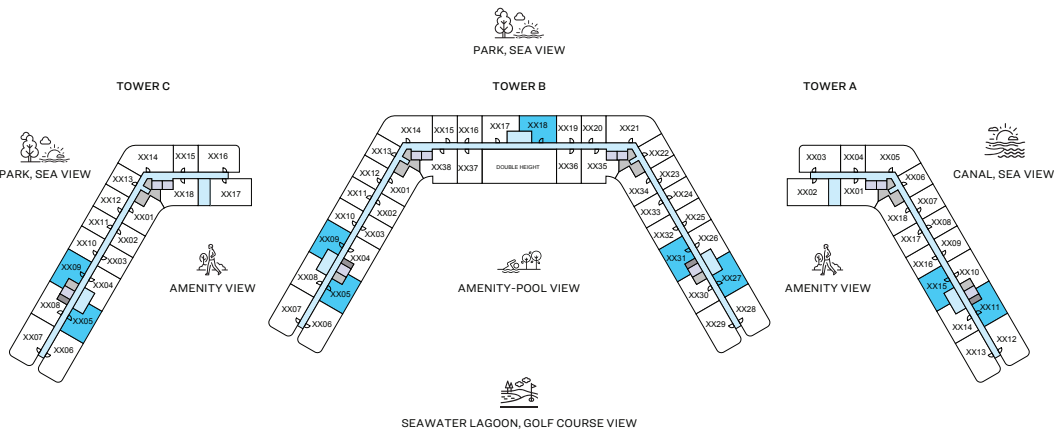 PARK, SEA VIEW
TOWER C
TOWER B
TOWER A
PARK, SEA VIEW
CANAL, SEA VIEW
XX14
XX15
XX16
XX13
XX12
XX11
XX10
XX09
XX08
XX07
XX06
XX05
XX04
XX03
XX02
XX01
XX18
XX17
AMENITY VIEW
XX14
XX15
XX16
XX17
XX18
XX19
XX20
XX21
XX13
XX12
XX11
XX10
XX09
XX08
XX07
XX06
XX05
XX04
XX03
XX02
XX01
XX38
XX37
DOUBLE HEIGHT
XX36
XX35
XX22
XX23
XX24
XX25
XX26
XX27
XX28
XX29
XX30
XX31
XX32
XX33
XX34
AMENITY-POOL VIEW
AMENITY VIEW
XX03
XX04
XX05
XX02
XX01
XX06
XX07
XX08
XX09
XX10
XX11
XX12
XX13
XX14
XX15
XX16
XX17
XX18
SEAWATER LAGOON, GOLF COURSE VIEW